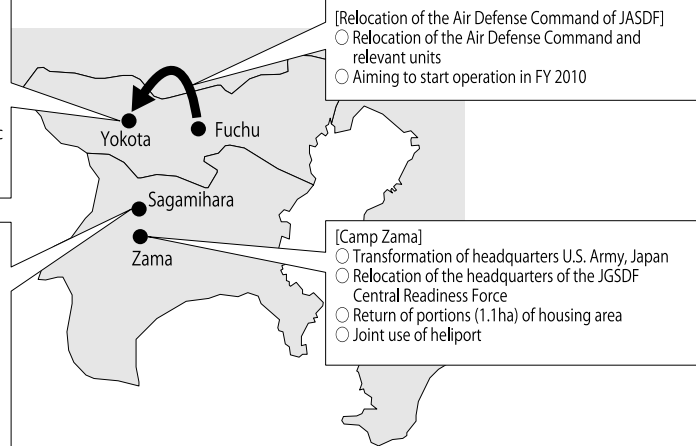 [Relocation of the Air Defense Command of JASDF]
○ Relocation of the Air Defense Command and
relevant units
○ Aiming to start operation in FY 2010
c
Yokota
Fuchu
Sagamihara
Zama
[Camp Zama]
○ Transformation of headquarters U.S. Army, Japan
○ Relocation of the headquarters of the JGSDF
Central Readiness Force
○ Return of portions (1.1ha) of housing area
○ Joint use of heliport